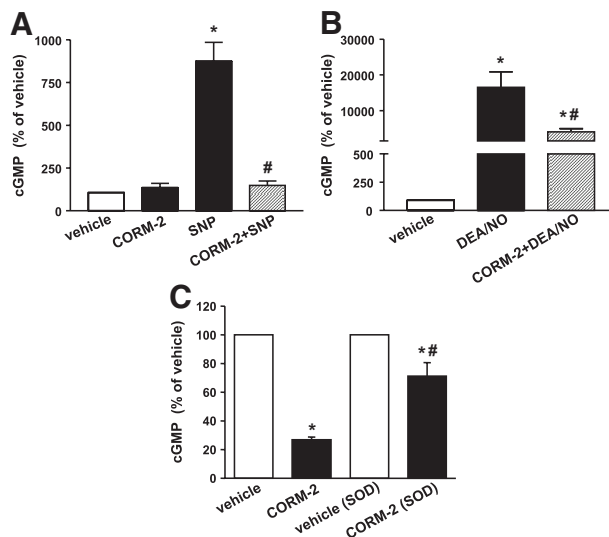 A
cGMP (% of vehicle)
1000
750
500
250
0
*
#
vehicle
CORM-2
SNP
CORM-2+SNP
B
cGMP (% of vehicle)
30000
20000
10000
500
250
0
*
*#
vehicle
DEA/NO
CORM-2+DEA/NO
C
cGMP (% of vehicle)
120
100
80
60
40
20
0
*
*#
vehicle
CORM-2
vehicle (SOD)
CORM-2 (SOD)